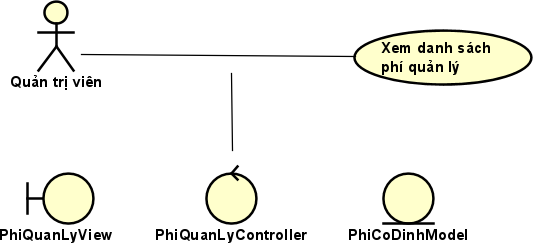 Xem danh sách
phí quản lý
Quản trị viên
PhiQuanLyView
PhiQuanLyController
PhiCoDinhModel